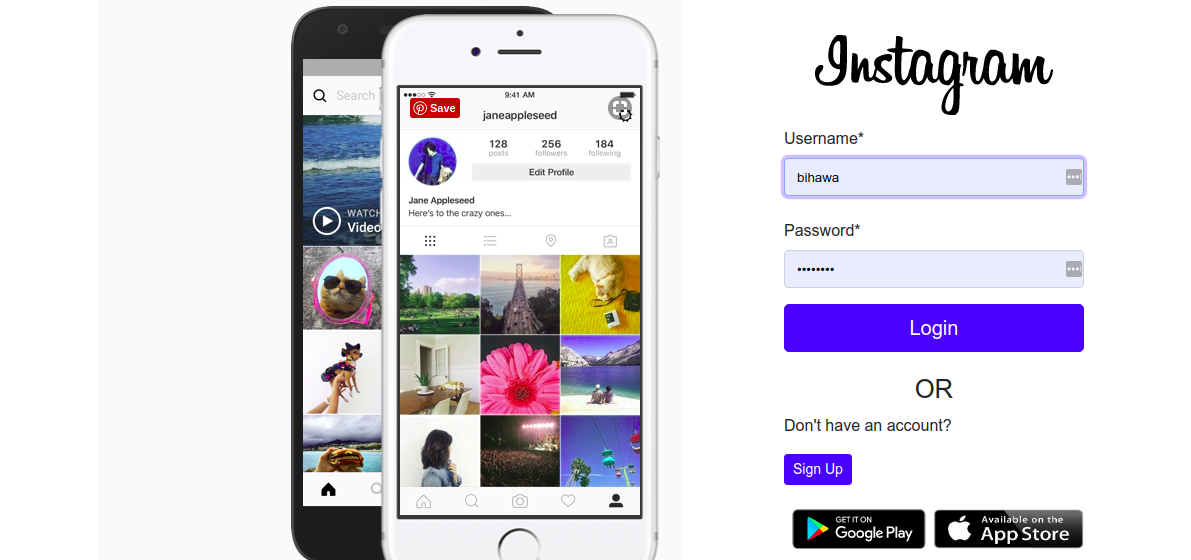 Search
WATCH
Video
9:41 AM
Save
janeappleseed
128
posts
256
followers
184
following
Edit Profile
Jane Appleseed
Here's to the crazy ones...
Instagram
Username*
bihawa
Password*
••••••••
Login
OR
Don't have an account?
Sign Up
GET IT ON
Google Play
Available on the
App Store